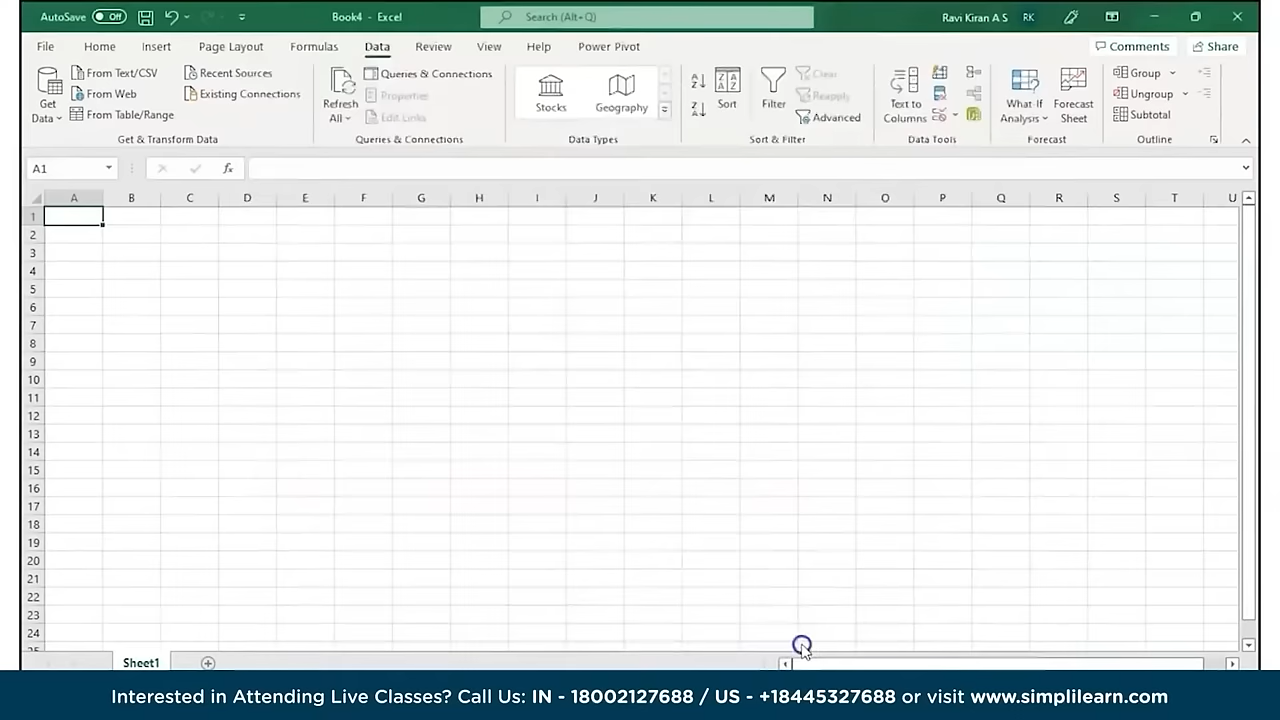 AutoSave Off Book4 - Excel Search (Alt+Q) Ravi Kiran A S RK
File Home Insert Page Layout Formulas Data Review View Help Power Pivot Comments Share
Get Data
From Text/CSV
From Web
From Table/Range
Recent Sources
Existing Connections
Get & Transform Data
Refresh All
Queries & Connections
Properties
Edit Links
Queries & Connections
Stocks
Geography
Data Types
Sort
Filter
Clear
Reapply
Advanced
Sort & Filter
Text to Columns
Data Tools
What-If Analysis
Forecast Sheet
Forecast
Group
Ungroup
Subtotal
Outline
A1 fx
A B C D E F G H I J K L M N O P Q R S T U
1
2
3
4
5
6
7
8
9
10
11
12
13
14
15
16
17
18
19
20
21
22
23
24
25
Sheet1
Interested in Attending Live Classes? Call Us: IN - 18002127688 / US - +18445327688 or visit www.simplilearn.com